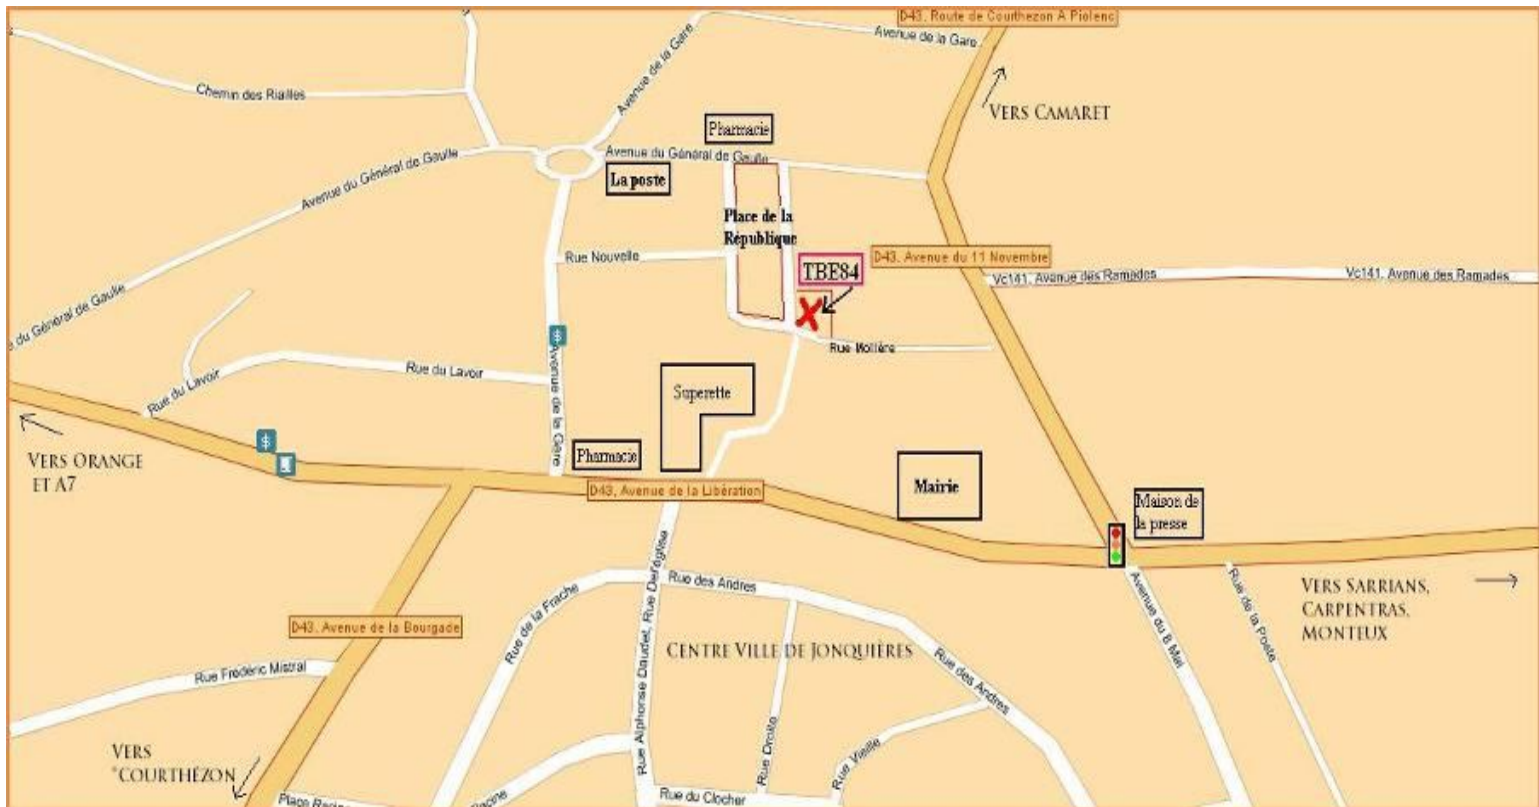 D43, Route de Courthezon A Piolenc
Avenue de la Gare
Avenue de la Gare
Chemin des Rialles
VERS CAMARET
Pharmacie
Avenue du Général de Gaulle
Avenue du Général de Gaulle
La poste
Place de la
République
Rue Nouvelle
TBE84
D43, Avenue du 11 Novembre
Vc141, Avenue des Ramades
Vc141, Avenue des Ramades
e du Général de Gaulle
Rue Molière
Rue du Lavoir
Rue du Lavoir
Avenue de la Gare
Superette
VERS ORANGE
ET A7
Pharmacie
D43, Avenue de la Libération
Mairie
Maison de
la presse
Rue des Andres
Rue de la Frache
Rue Alphonse Daudet, Rue Del'église
VERS SARRIANS,
CARPENTRAS,
MONTEUX
Avenue du 8 Mai
Rue de la Poste
D43, Avenue de la Bourgade
CENTRE VILLE DE JONQUIÈRES
Rue Frédéric Mistral
Rue des Andres
Rue Droite
Rue Vieille
VERS
"COURTHÉZON
Rue du Clocher